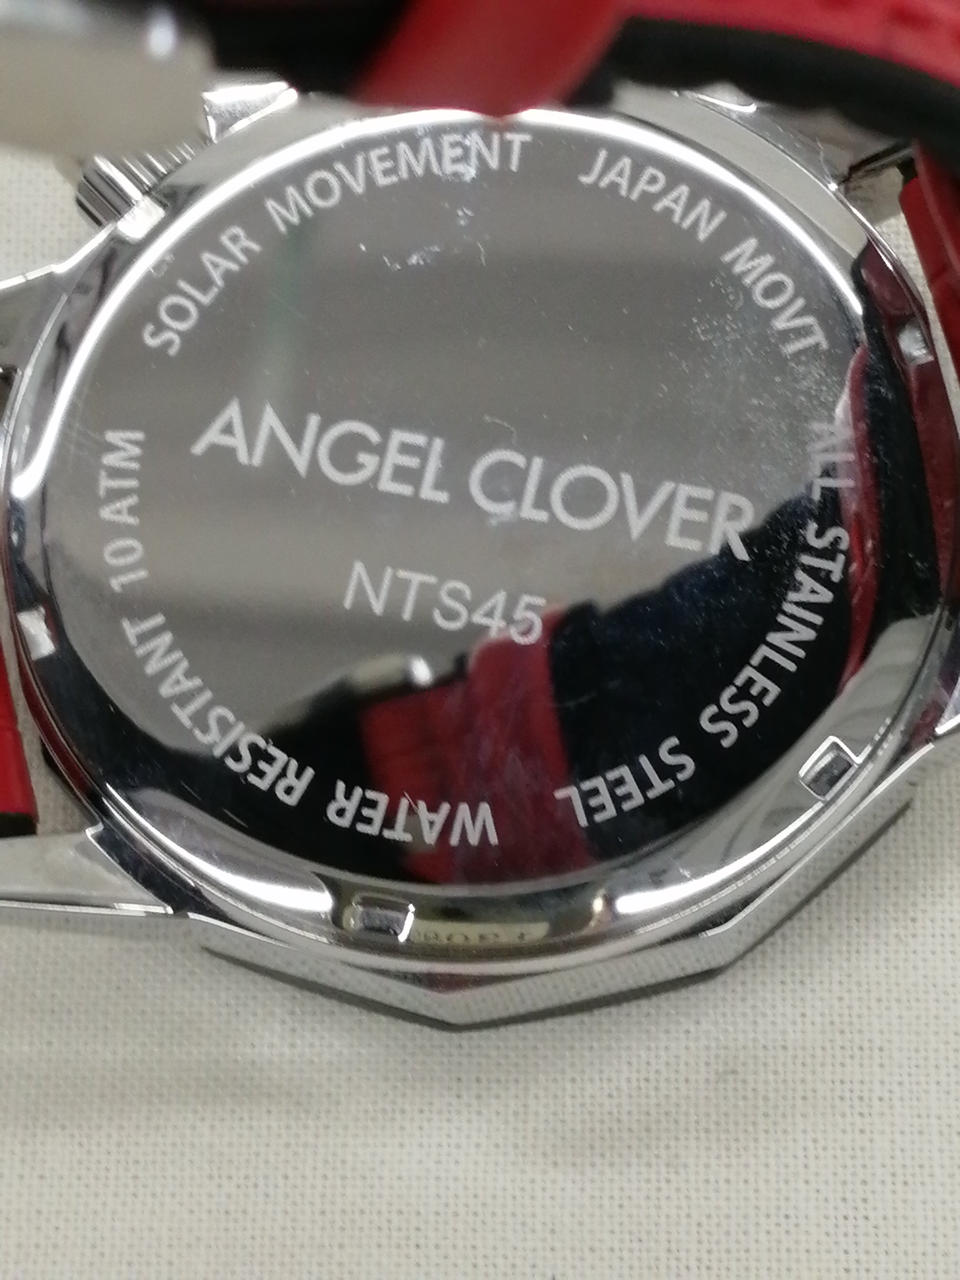 SOLAR MOVEMENT
JAPAN MOVT
ALL STAINLESS STEEL
WATER RESISTANT 10 ATM
ANGEL CLOVER
NTS45